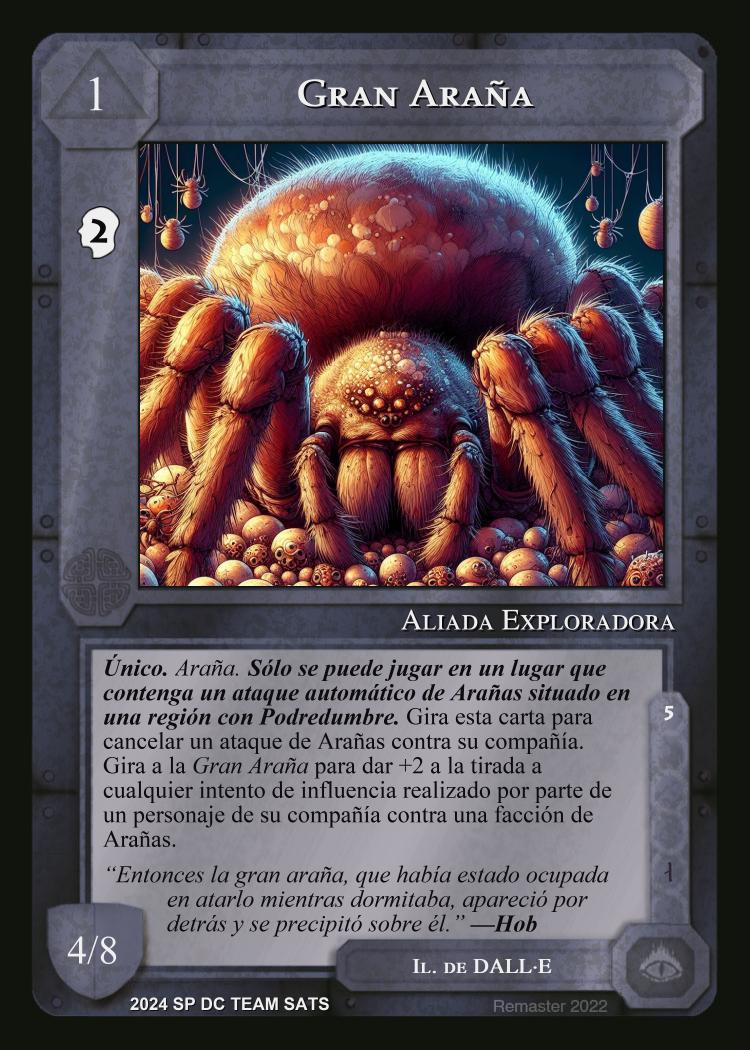 1
Gran Araña
2
Aliada Exploradora
Único. Araña. Sólo se puede jugar en un lugar que
contenga un ataque automático de Arañas situado en
una región con Podredumbre. Gira esta carta para
cancelar un ataque de Arañas contra su compañía.
Gira a la Gran Araña para dar +2 a la tirada a
cualquier intento de influencia realizado por parte de
un personaje de su compañía contra una facción de
Arañas.
5
“Entonces la gran araña, que había estado ocupada
en atarlo mientras dormitaba, apareció por
detrás y se precipitó sobre él.” —Hob
4/8
Il. de DALL·E
2024 SP DC TEAM SATS
Remaster 2022